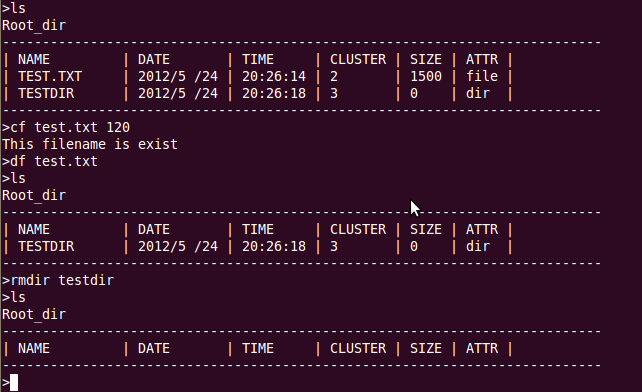 >ls
Root_dir
---------------------------------------------------------------------------
| NAME         | DATE       | TIME     | CLUSTER | SIZE | ATTR |
| TEST.TXT     | 2012/5 /24 | 20:26:14 | 2       | 1500 | file |
| TESTDIR      | 2012/5 /24 | 20:26:18 | 3       | 0    | dir  |
---------------------------------------------------------------------------
>cf test.txt 120
This filename is exist
>df test.txt
>ls
Root_dir
---------------------------------------------------------------------------
| NAME         | DATE       | TIME     | CLUSTER | SIZE | ATTR |
| TESTDIR      | 2012/5 /24 | 20:26:18 | 3       | 0    | dir  |
---------------------------------------------------------------------------
>rmdir testdir
>ls
Root_dir
---------------------------------------------------------------------------
| NAME         | DATE       | TIME     | CLUSTER | SIZE | ATTR |
---------------------------------------------------------------------------
>